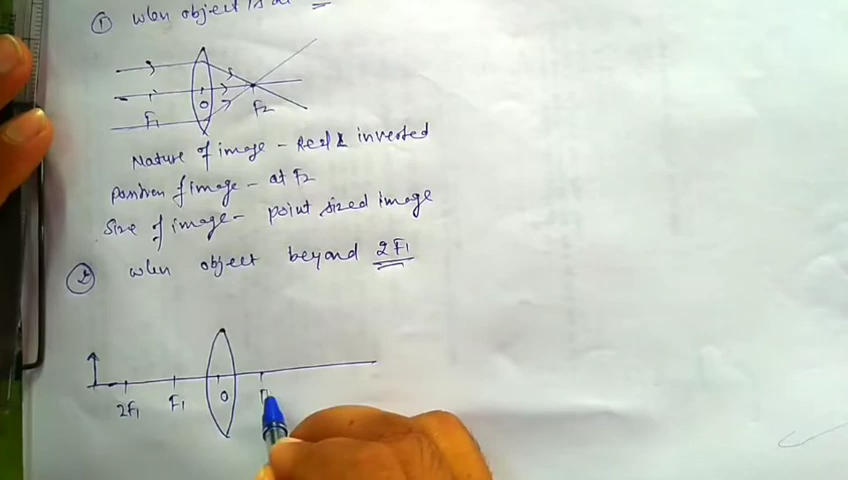 ① when object is at
F1 O F2
Nature of image - Real & inverted
position of image - at F2
Size of image - point sized image
② when object beyond 2F1
2F1 F1 O